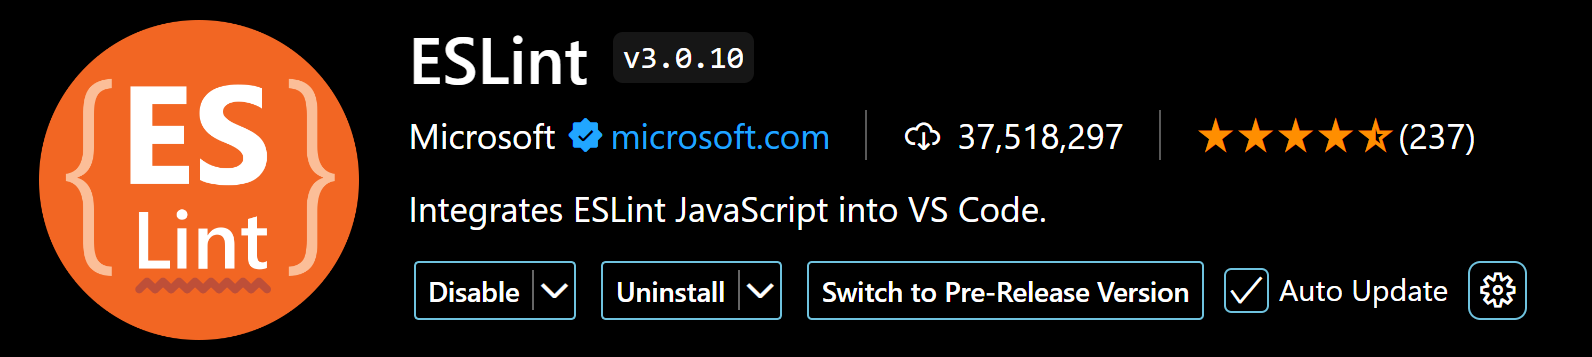 {ES}
Lint
ESLint v3.0.10
Microsoft microsoft.com 37,518,297 (237)
Integrates ESLint JavaScript into VS Code.
Disable Uninstall Switch to Pre-Release Version Auto Update